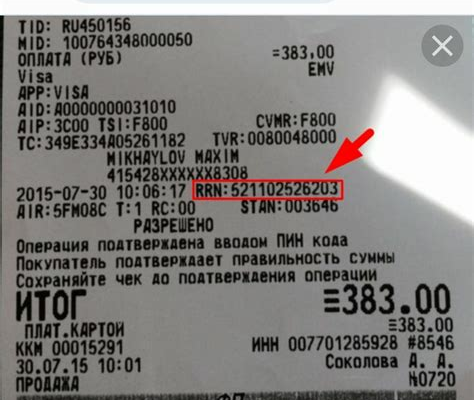 TID: RU450156
MID: 100764348000050
ОПЛАТА (РУБ) =383,00
Visa EMV
APP:VISA
AID:A0000000031010
AIP:3C00 TSI:F800 CVMR:F800
TC:349E334A05261182 TVR:0080048000
MIKHAYLOV MAXIM
415428XXXXXX8308
2015-07-30 10:06:17 RRN:521102526203
AIR:5FM08C T:1 RC:00 STAN:003646
РАЗРЕШЕНО
Операция подтверждена вводом ПИН кода
Покупатель подтверждает правильность суммы
Сохраняйте чек до подтверждения операции
ИТОГ ≡383.00
ПЛАТ.КАРТОЙ ≡383.00
ККМ 00015291 ИНН 007701285928 #8546
30.07.15 10:01 Соколова А. А.
ПРОДАЖА №0720